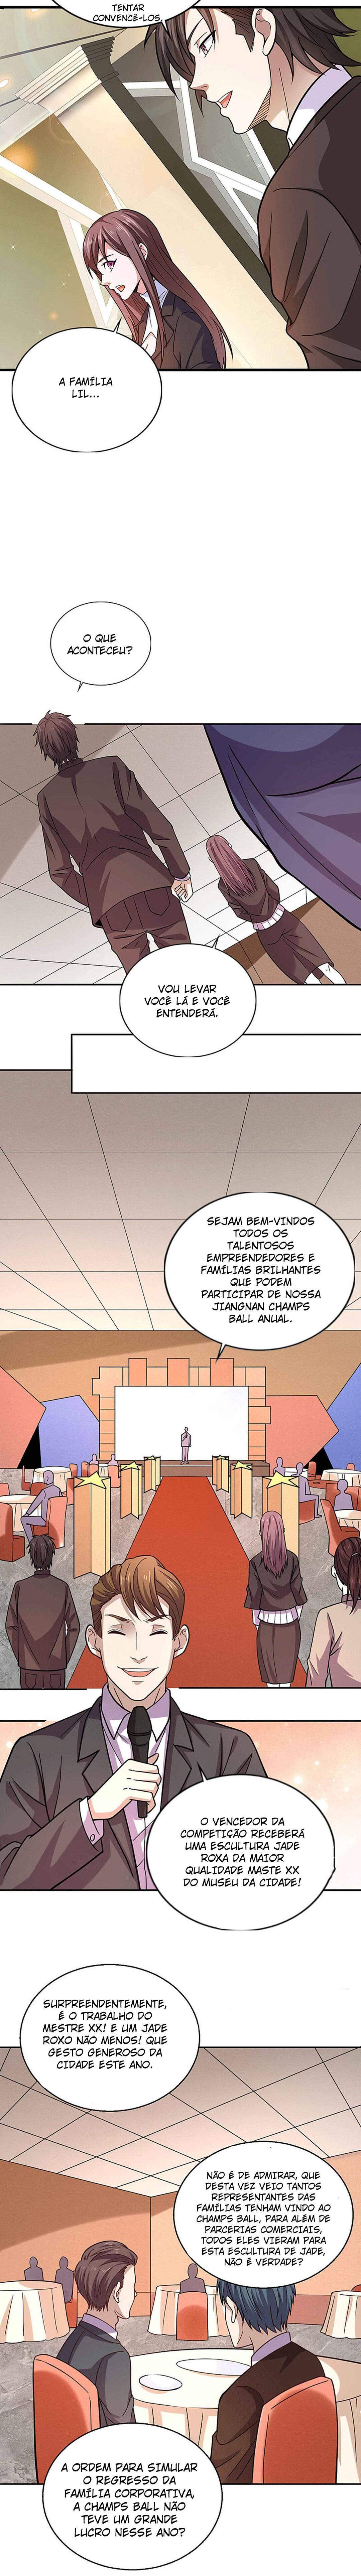 TENTAR
CONVENCÊ-LOS.
A FAMÍLIA
LIL...
O QUE
ACONTECEU?
VOU LEVAR
VOCÊ LÁ E VOCÊ
ENTENDERÁ.
SEJAM BEM-VINDOS
TODOS OS
TALENTOSOS
EMPREENDEDORES E
FAMÍLIAS BRILHANTES
QUE PODEM
PARTICIPAR DE NOSSA
JIANGNAN CHAMPS
BALL ANUAL.
O VENCEDOR DA
COMPETIÇÃO RECEBERÁ
UMA ESCULTURA JADE
ROXA DA MAIOR
QUALIDADE MASTE XX
DO MUSEU DA CIDADE!
SURPREENDENTEMENTE,
É O TRABALHO DO
MESTRE XX! E UM JADE
ROXO NÃO MENOS! QUE
GESTO GENEROSO DA
CIDADE ESTE ANO.
NÃO É DE ADMIRAR, QUE
DESTA VEZ VEIO TANTOS
REPRESENTANTES DAS
FAMÍLIAS TENHAM VINDO AO
CHAMPS BALL, PARA ALÉM DE
PARCERIAS COMERCIAIS,
TODOS ELES VIERAM PARA
ESTA ESCULTURA DE JADE,
NÃO É VERDADE?
A ORDEM PARA SIMULAR
O REGRESSO DA
FAMÍLIA CORPORATIVA,
A CHAMPS BALL NÃO
TEVE UM GRANDE
LUCRO NESSE ANO?